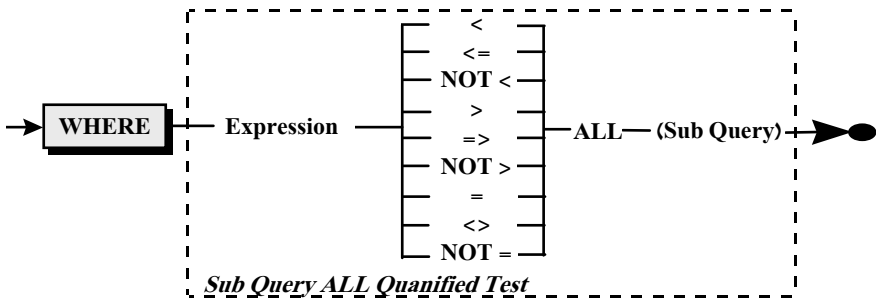 <
<=
NOT <
WHERE Expression > ALL (Sub Query)
=>
NOT >
=
<>
NOT =
Sub Query ALL Quanified Test